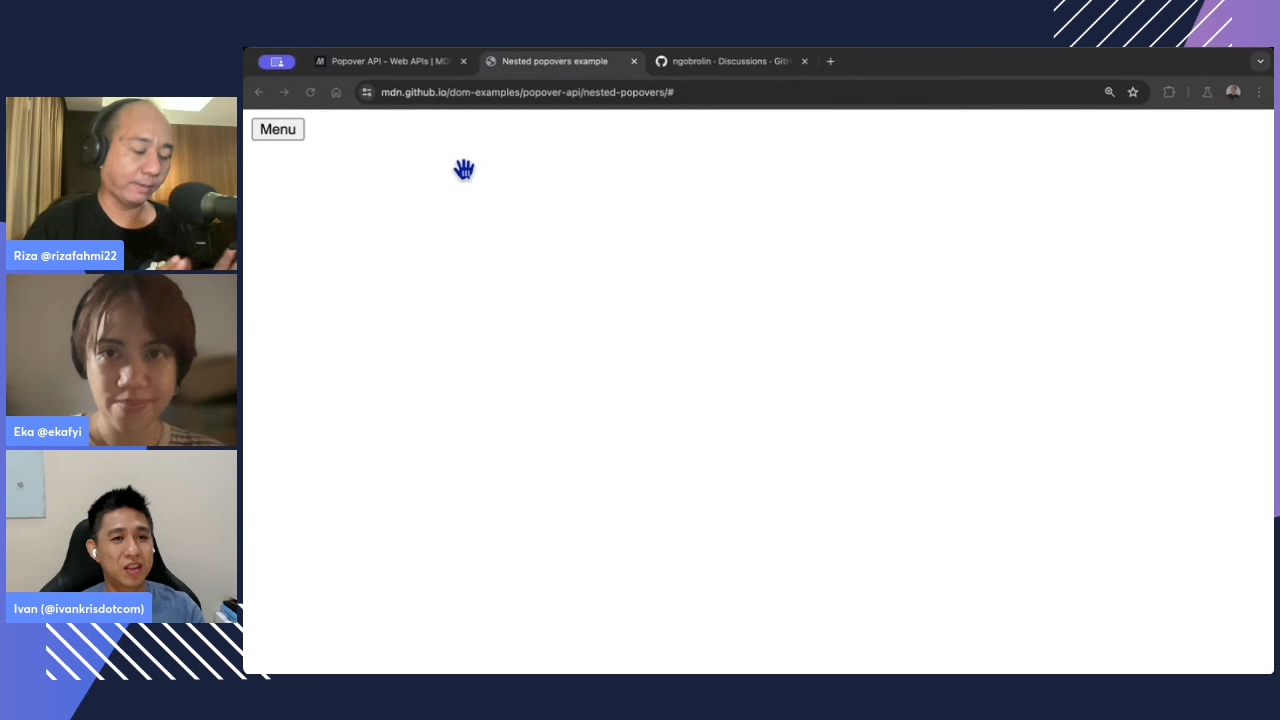 Popover API - Web APIs | MD
Nested popovers example
ngobrolin · Discussions · Git
mdn.github.io/dom-examples/popover-api/nested-popovers/#
Menu
Riza @rizafahmi22
Eka @ekafyi
Ivan (@ivankrisdotcom)